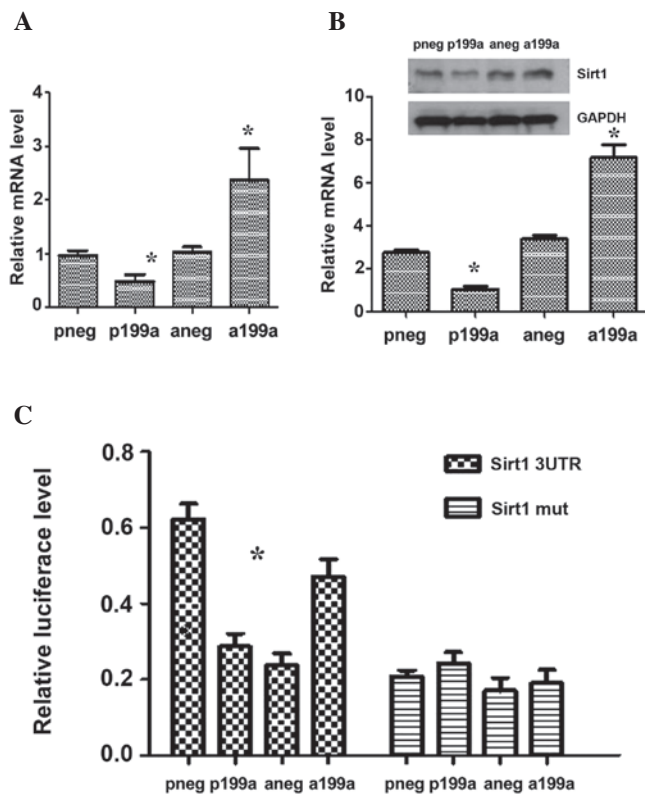 A
Relative mRNA level
4
3
2
1
0
*
*
pneg p199a aneg a199a
B
pneg p199a aneg a199a
Sirt1
GAPDH
Relative mRNA level
10
8
6
4
2
0
*
*
pneg p199a aneg a199a
C
Relative luciferace level
0.8
0.6
0.4
0.2
0.0
*
Sirt1 3UTR
Sirt1 mut
pneg p199a aneg a199a pneg p199a aneg a199a